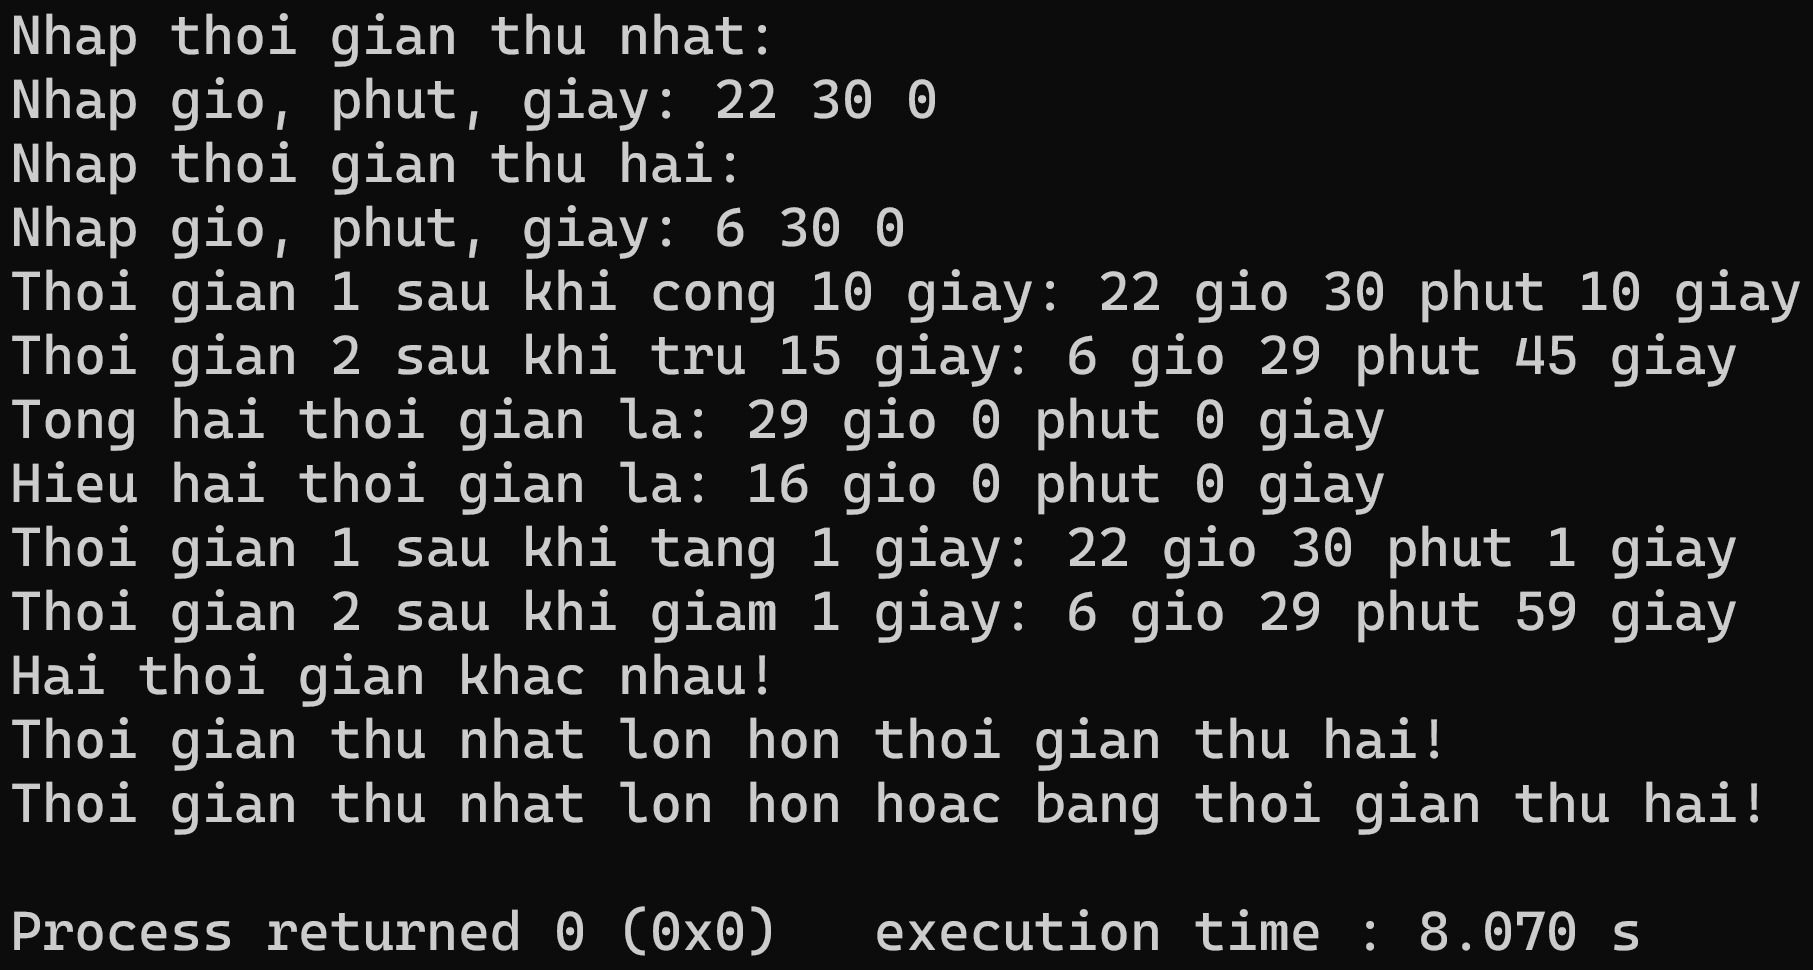 Nhap thoi gian thu nhat:
Nhap gio, phut, giay: 22 30 0
Nhap thoi gian thu hai:
Nhap gio, phut, giay: 6 30 0
Thoi gian 1 sau khi cong 10 giay: 22 gio 30 phut 10 giay
Thoi gian 2 sau khi tru 15 giay: 6 gio 29 phut 45 giay
Tong hai thoi gian la: 29 gio 0 phut 0 giay
Hieu hai thoi gian la: 16 gio 0 phut 0 giay
Thoi gian 1 sau khi tang 1 giay: 22 gio 30 phut 1 giay
Thoi gian 2 sau khi giam 1 giay: 6 gio 29 phut 59 giay
Hai thoi gian khac nhau!
Thoi gian thu nhat lon hon thoi gian thu hai!
Thoi gian thu nhat lon hon hoac bang thoi gian thu hai!
Process returned 0 (0x0)   execution time : 8.070 s